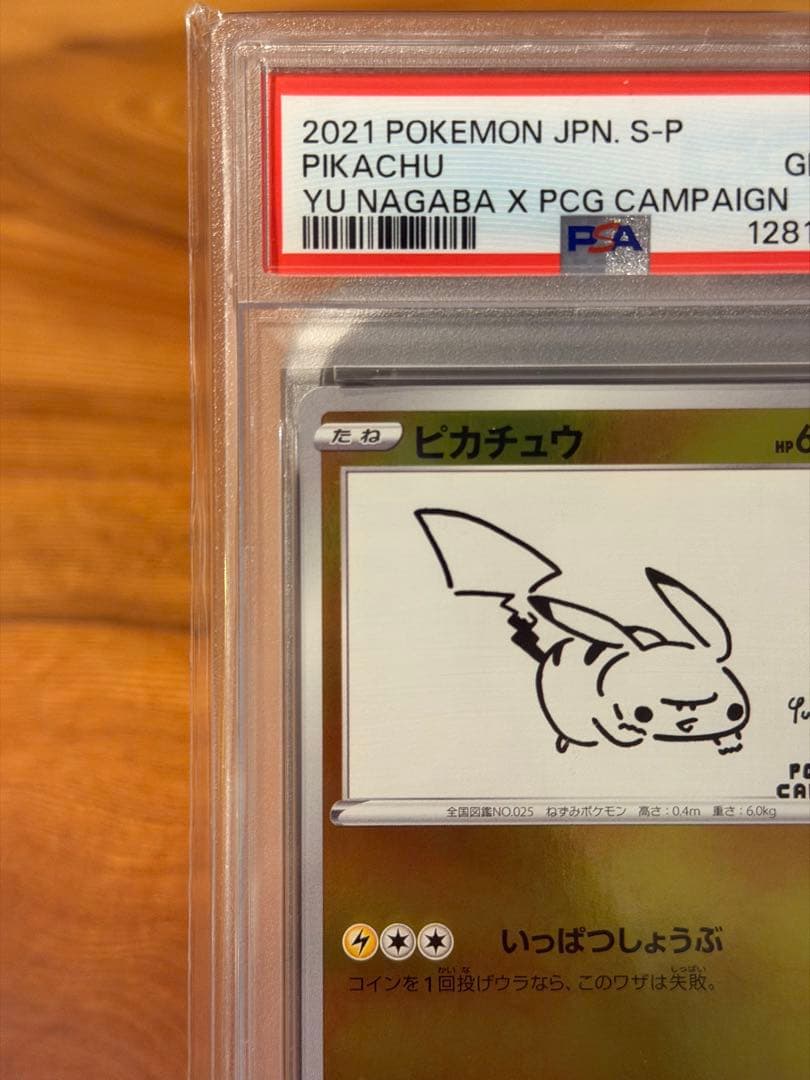 2021 POKEMON JPN. S-P
PIKACHU
YU NAGABA X PCG CAMPAIGN
PSA
1281
たね ピカチュウ HP 6
全国図鑑NO.025 ねずみポケモン 高さ:0.4m 重さ:6.0kg
いっぱつしょうぶ
コインを1回投げウラなら、このワザは失敗。